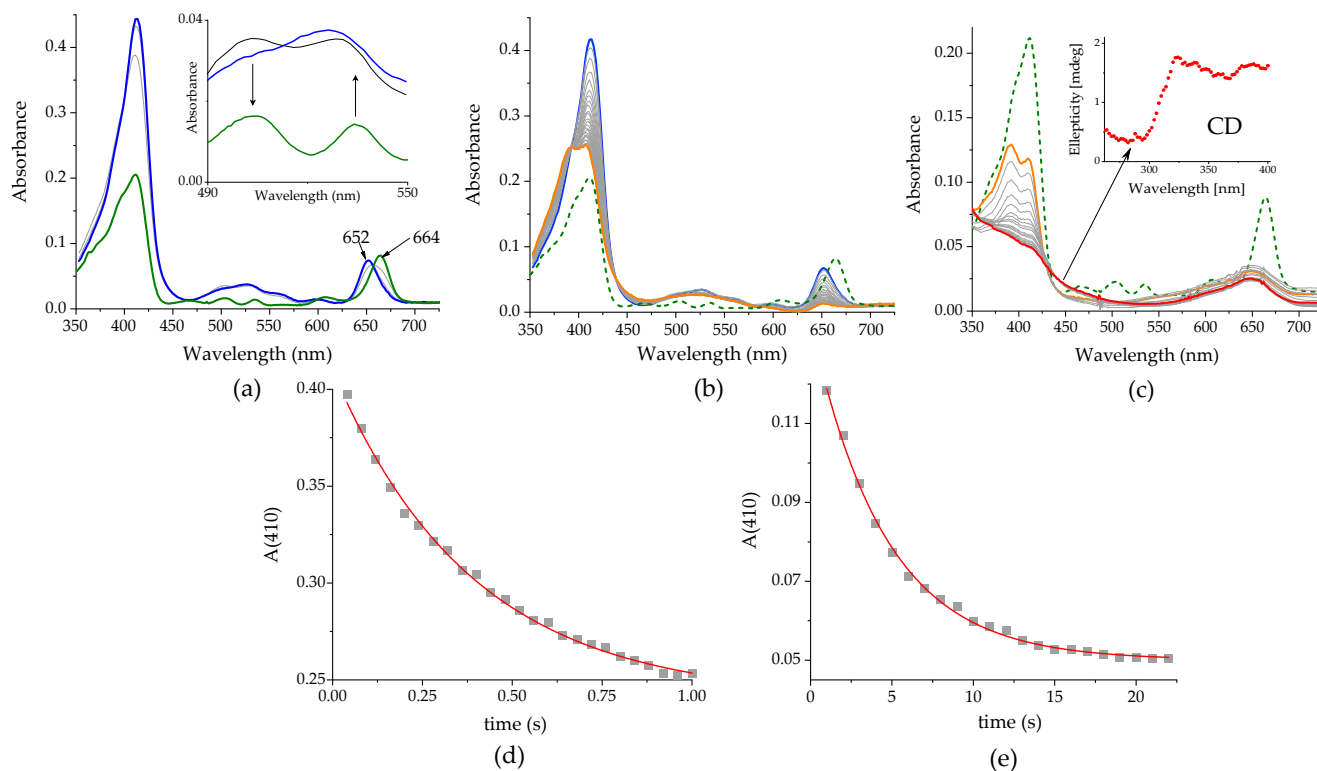 0.4
0.3
0.2
0.1
0.0
Absorbance
350 400 450 500 550 600 650 700
Wavelength (nm)
652
664
0.04
0.00
Absorbance
490
550
Wavelength (nm)
(a)
0.5
0.4
0.3
0.2
0.1
0.0
Absorbance
350 400 450 500 550 600 650 700
Wavelength (nm)
(b)
0.20
0.15
0.10
0.05
0.00
Absorbance
350 400 450 500 550 600 650 700
Wavelength (nm)
2
1
0
Ellepticity [mdeg]
300
400
Wavelength [nm]
CD
(c)
0.40
0.35
0.30
0.25
A(410)
0.00 0.25 0.50 0.75 1.00
time (s)
(d)
0.11
0.09
0.07
0.05
A(410)
0 5 10 15 20
time (s)
(e)